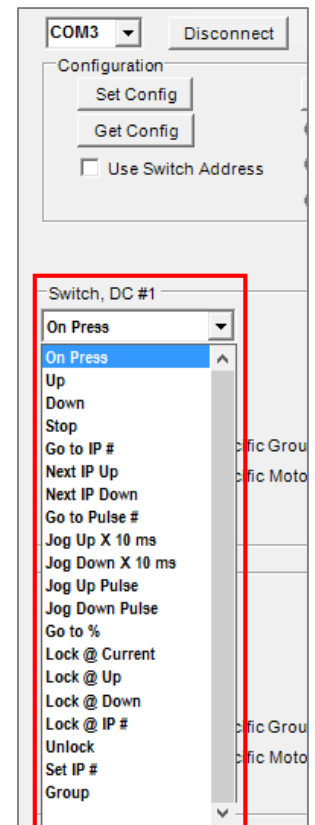 COM3 Disconnect
Configuration
Set Config
Get Config
Use Switch Address
Switch, DC #1
On Press
On Press
Up
Down
Stop
Go to IP #
Next IP Up
Next IP Down
Go to Pulse #
Jog Up X 10 ms
Jog Down X 10 ms
Jog Up Pulse
Jog Down Pulse
Go to %
Lock @ Current
Lock @ Up
Lock @ Down
Lock @ IP #
Unlock
Set IP #
Group